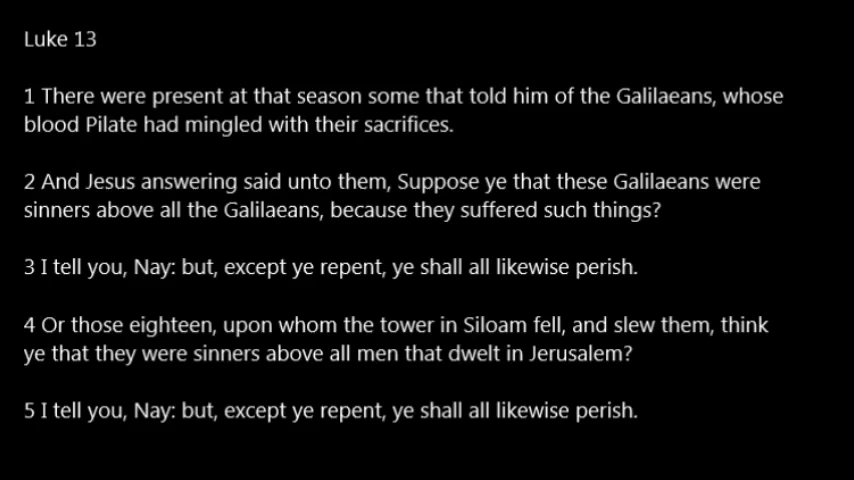 Luke 13
1 There were present at that season some that told him of the Galilaeans, whose
blood Pilate had mingled with their sacrifices.
2 And Jesus answering said unto them, Suppose ye that these Galilaeans were
sinners above all the Galilaeans, because they suffered such things?
3 I tell you, Nay: but, except ye repent, ye shall all likewise perish.
4 Or those eighteen, upon whom the tower in Siloam fell, and slew them, think
ye that they were sinners above all men that dwelt in Jerusalem?
5 I tell you, Nay: but, except ye repent, ye shall all likewise perish.